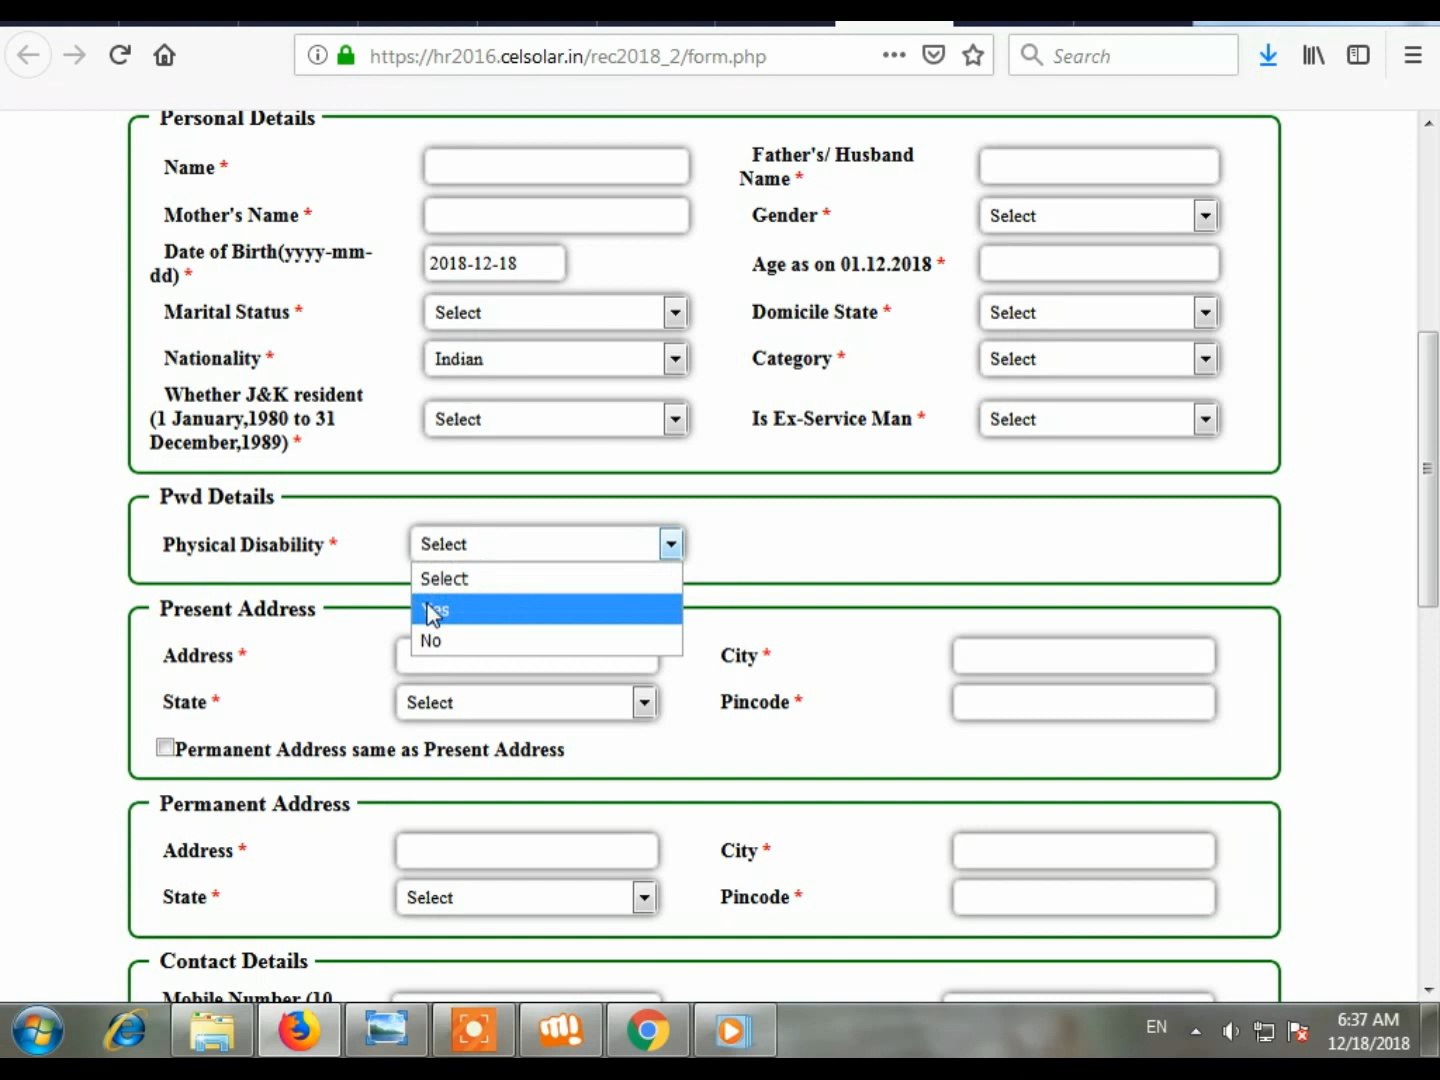 https://hr2016.celsolar.in/rec2018_2/form.php
Search
Personal Details
Name *
Father's/ Husband
Name *
Mother's Name *
Gender *
Select
Date of Birth(yyyy-mm-
dd) *
2018-12-18
Age as on 01.12.2018 *
Marital Status *
Select
Domicile State *
Select
Nationality *
Indian
Category *
Select
Whether J&K resident
(1 January,1980 to 31
December,1989) *
Select
Is Ex-Service Man *
Select
Pwd Details
Physical Disability *
Select
Select
Yes
No
Present Address
Address *
City *
State *
Select
Pincode *
Permanent Address same as Present Address
Permanent Address
Address *
City *
State *
Select
Pincode *
Contact Details
Mobile Number (10
EN
6:37 AM
12/18/2018